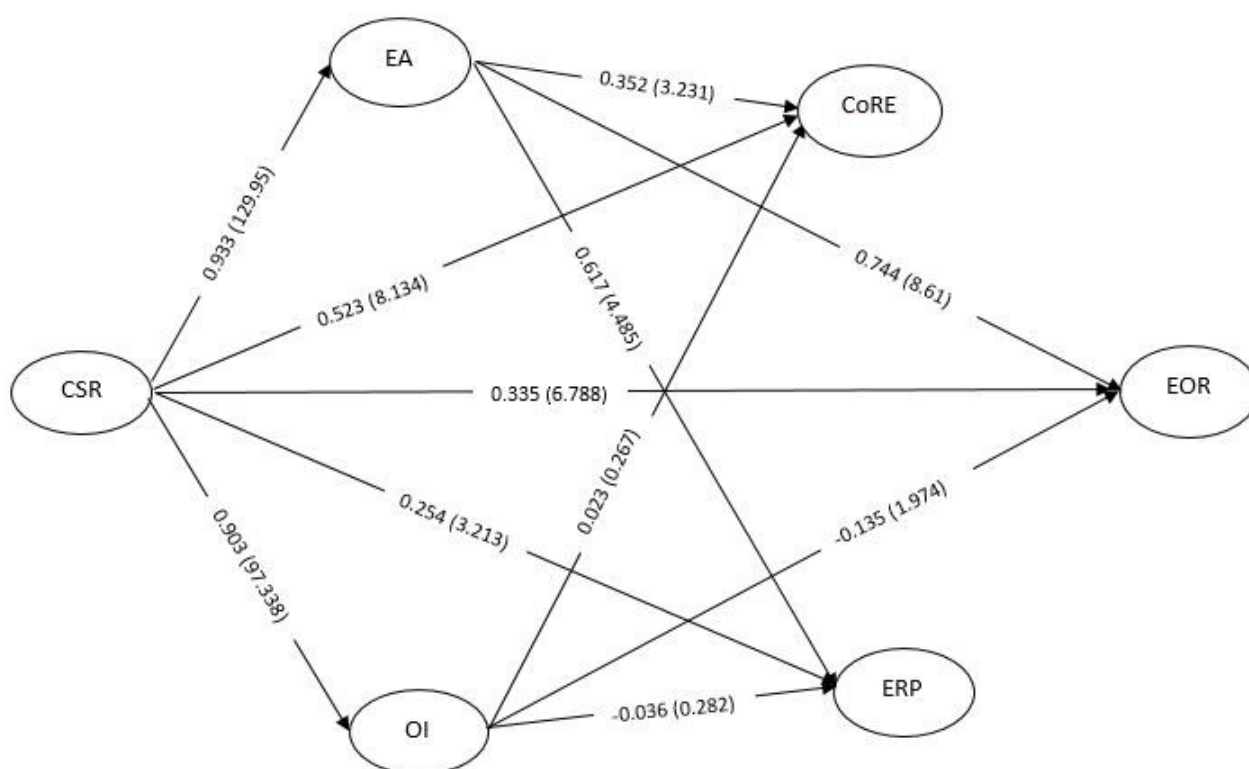 EA
0.352 (3.231)
CoRE
0.933 (129.95)
0.523 (8.134)
0.617 (4.485)
0.744 (8.61)
CSR
0.335 (6.788)
EOR
0.023 (0.267)
0.254 (3.213)
-0.135 (1.974)
0.903 (97.338)
ERP
-0.036 (0.282)
OI